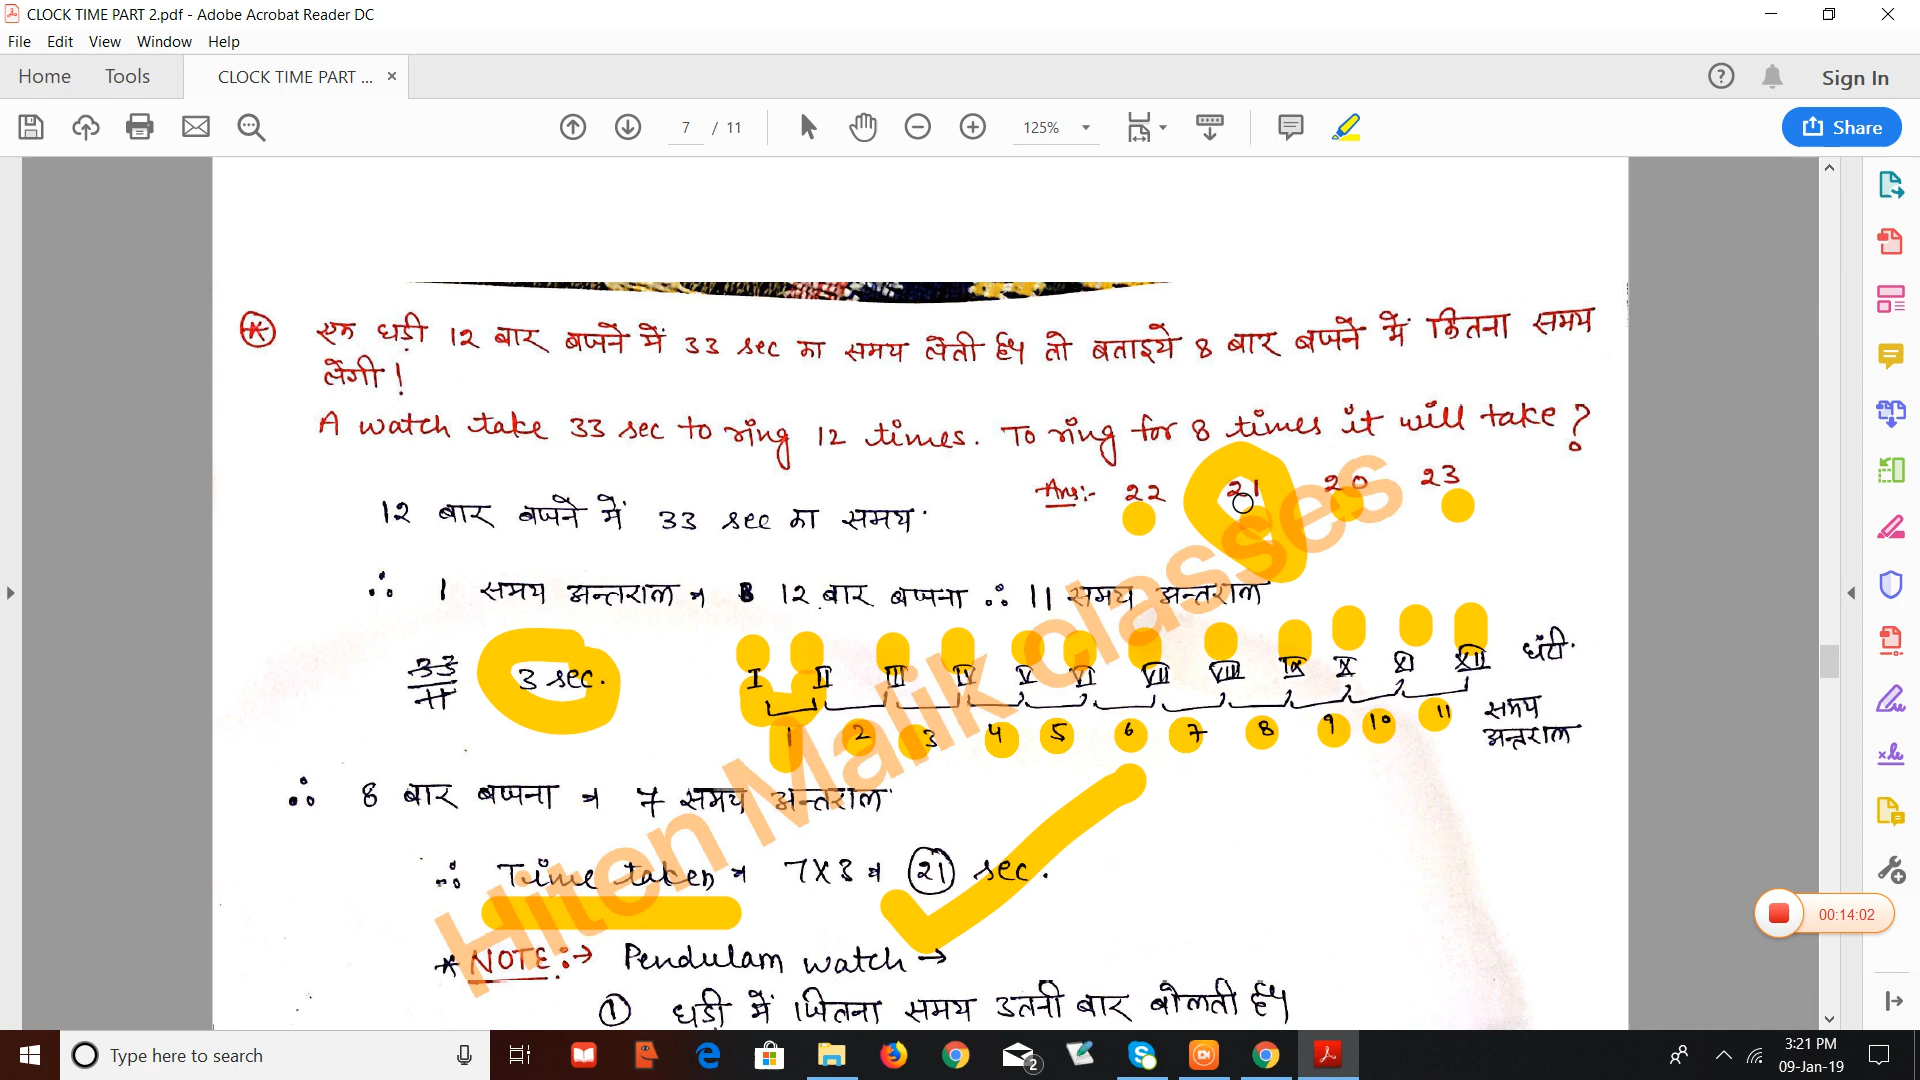 CLOCK TIME PART 2.pdf - Adobe Acrobat Reader DC
File Edit View Window Help
Home Tools CLOCK TIME PART ... × Sign In
7 / 11 125% Share
एक घड़ी 12 बार बजने में 33 sec का समय लेती है तो बताइये 8 बार बजने में कितना समय
लेगी !
A watch take 33 sec to ring 12 times. To ring for 8 times it will take ?
Ans:- 22 21 20 23
12 बार बजने में 33 sec का समय
∴ 1 समय अन्तराल = 12 बार बजना ∴ 11 समय अन्तराल
33/11 3 sec.
I II III IV V VI VII VIII IX X XI XII घंटी
1 2 3 4 5 6 7 8 9 10 11 समय
अन्तराल
∴ 8 बार बजना = 7 समय अन्तराल
∴ Time taken = 7X3 = 21 sec.
* NOTE :→ Pendulam watch →
① घड़ी में जितना समय उतनी बार बोलती है
Hiten Malik classes
00:14:02
Type here to search
2
3:21 PM
09-Jan-19